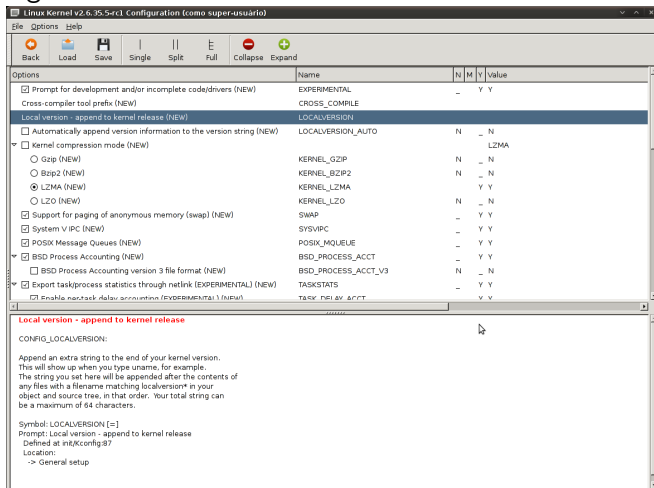 Linux Kernel v2.6.35.5-rc1 Configuration (como super-usuário)
File Options Help
Back Load Save Single Split Full Collapse Expand
Options Name N M Y Value
Prompt for development and/or incomplete code/drivers (NEW) EXPERIMENTAL _ Y Y
Cross-compiler tool prefix (NEW) CROSS_COMPILE
Local version - append to kernel release (NEW) LOCALVERSION
Automatically append version information to the version string (NEW) LOCALVERSION_AUTO N _ N
Kernel compression mode (NEW) LZMA
Gzip (NEW) KERNEL_GZIP N _ N
Bzip2 (NEW) KERNEL_BZIP2 N _ N
LZMA (NEW) KERNEL_LZMA Y Y
LZO (NEW) KERNEL_LZO N _ N
Support for paging of anonymous memory (swap) (NEW) SWAP _ Y Y
System V IPC (NEW) SYSVIPC _ Y Y
POSIX Message Queues (NEW) POSIX_MQUEUE _ Y Y
BSD Process Accounting (NEW) BSD_PROCESS_ACCT _ Y Y
BSD Process Accounting version 3 file format (NEW) BSD_PROCESS_ACCT_V3 N _ N
Export task/process statistics through netlink (EXPERIMENTAL) (NEW) TASKSTATS _ Y Y
Enable per-task delay accounting (EXPERIMENTAL) (NEW) TASK_DELAY_ACCT _ Y Y
Local version - append to kernel release
CONFIG_LOCALVERSION:
Append an extra string to the end of your kernel version.
This will show up when you type uname, for example.
The string you set here will be appended after the contents of
any files with a filename matching localversion* in your
object and source tree, in that order. Your total string can
be a maximum of 64 characters.
Symbol: LOCALVERSION [=]
Prompt: Local version - append to kernel release
Defined at init/Kconfig:87
Location:
-> General setup